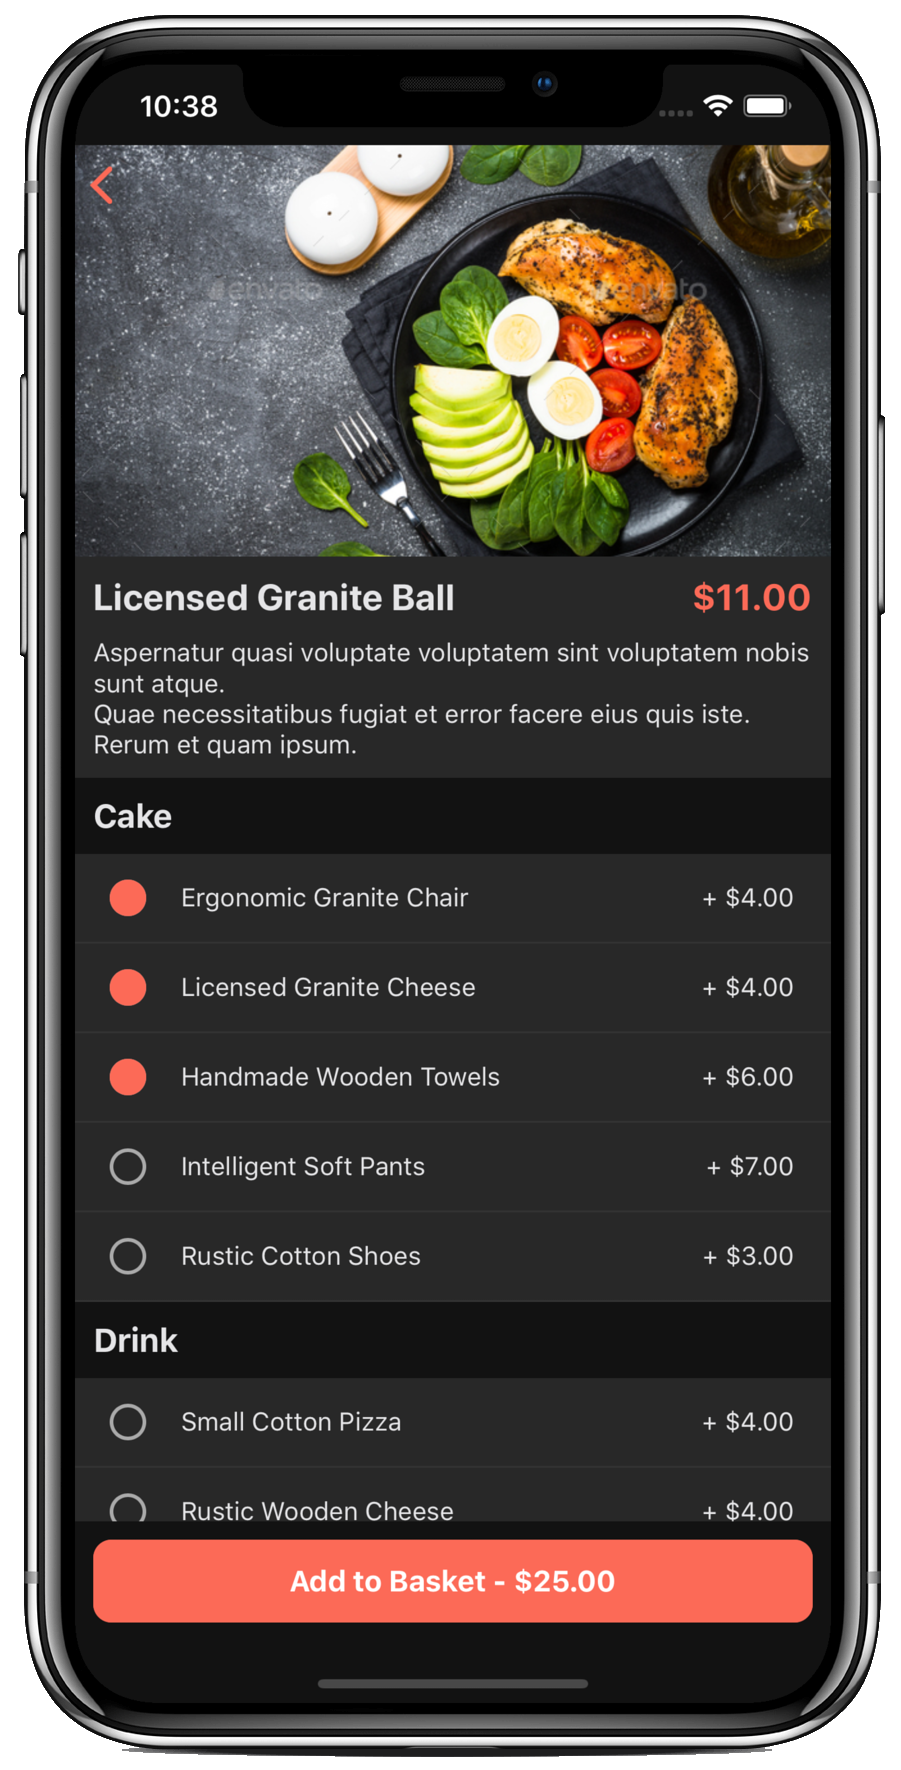 10:38
envato
envato
Licensed Granite Ball
$11.00
Aspernatur quasi voluptate voluptatem sint voluptatem nobis
sunt atque.
Quae necessitatibus fugiat et error facere eius quis iste.
Rerum et quam ipsum.
Cake
Ergonomic Granite Chair + $4.00
Licensed Granite Cheese + $4.00
Handmade Wooden Towels + $6.00
Intelligent Soft Pants + $7.00
Rustic Cotton Shoes + $3.00
Drink
Small Cotton Pizza + $4.00
Rustic Wooden Cheese + $4.00
Add to Basket - $25.00